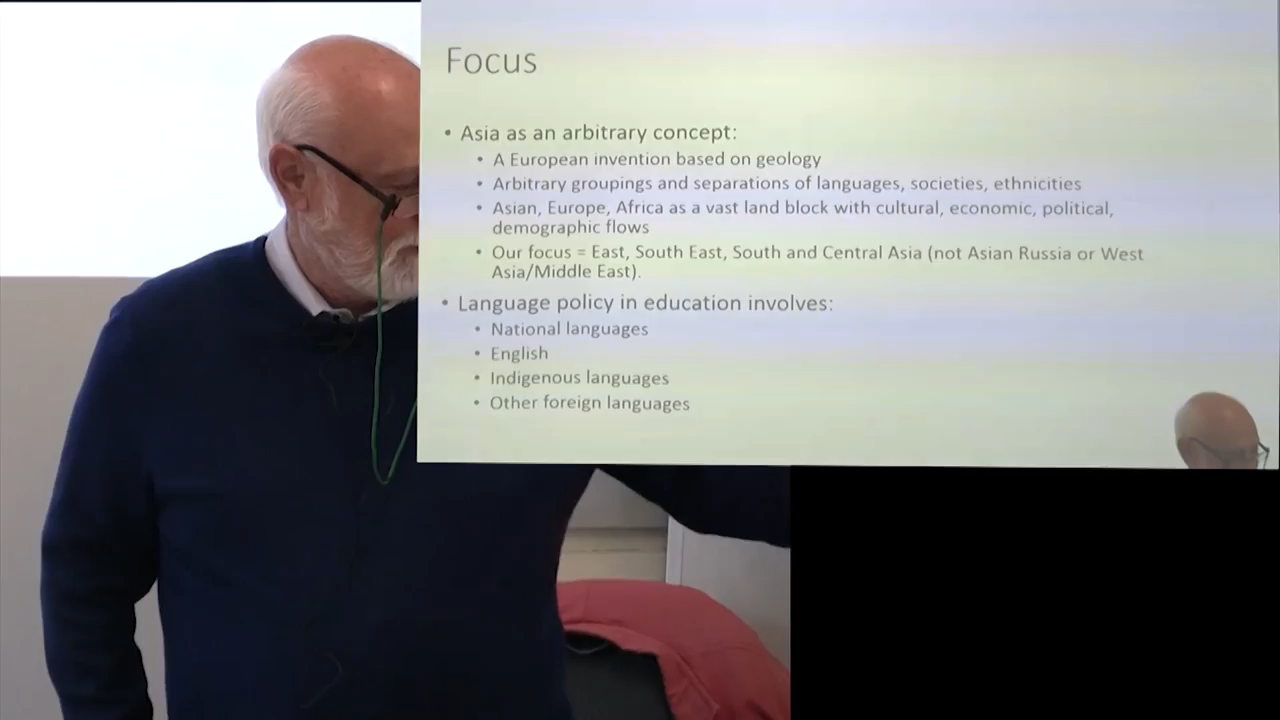 Focus
• Asia as an arbitrary concept:
• A European invention based on geology
• Arbitrary groupings and separations of languages, societies, ethnicities
• Asian, Europe, Africa as a vast land block with cultural, economic, political,
demographic flows
• Our focus = East, South East, South and Central Asia (not Asian Russia or West
Asia/Middle East).
• Language policy in education involves:
• National languages
• English
• Indigenous languages
• Other foreign languages